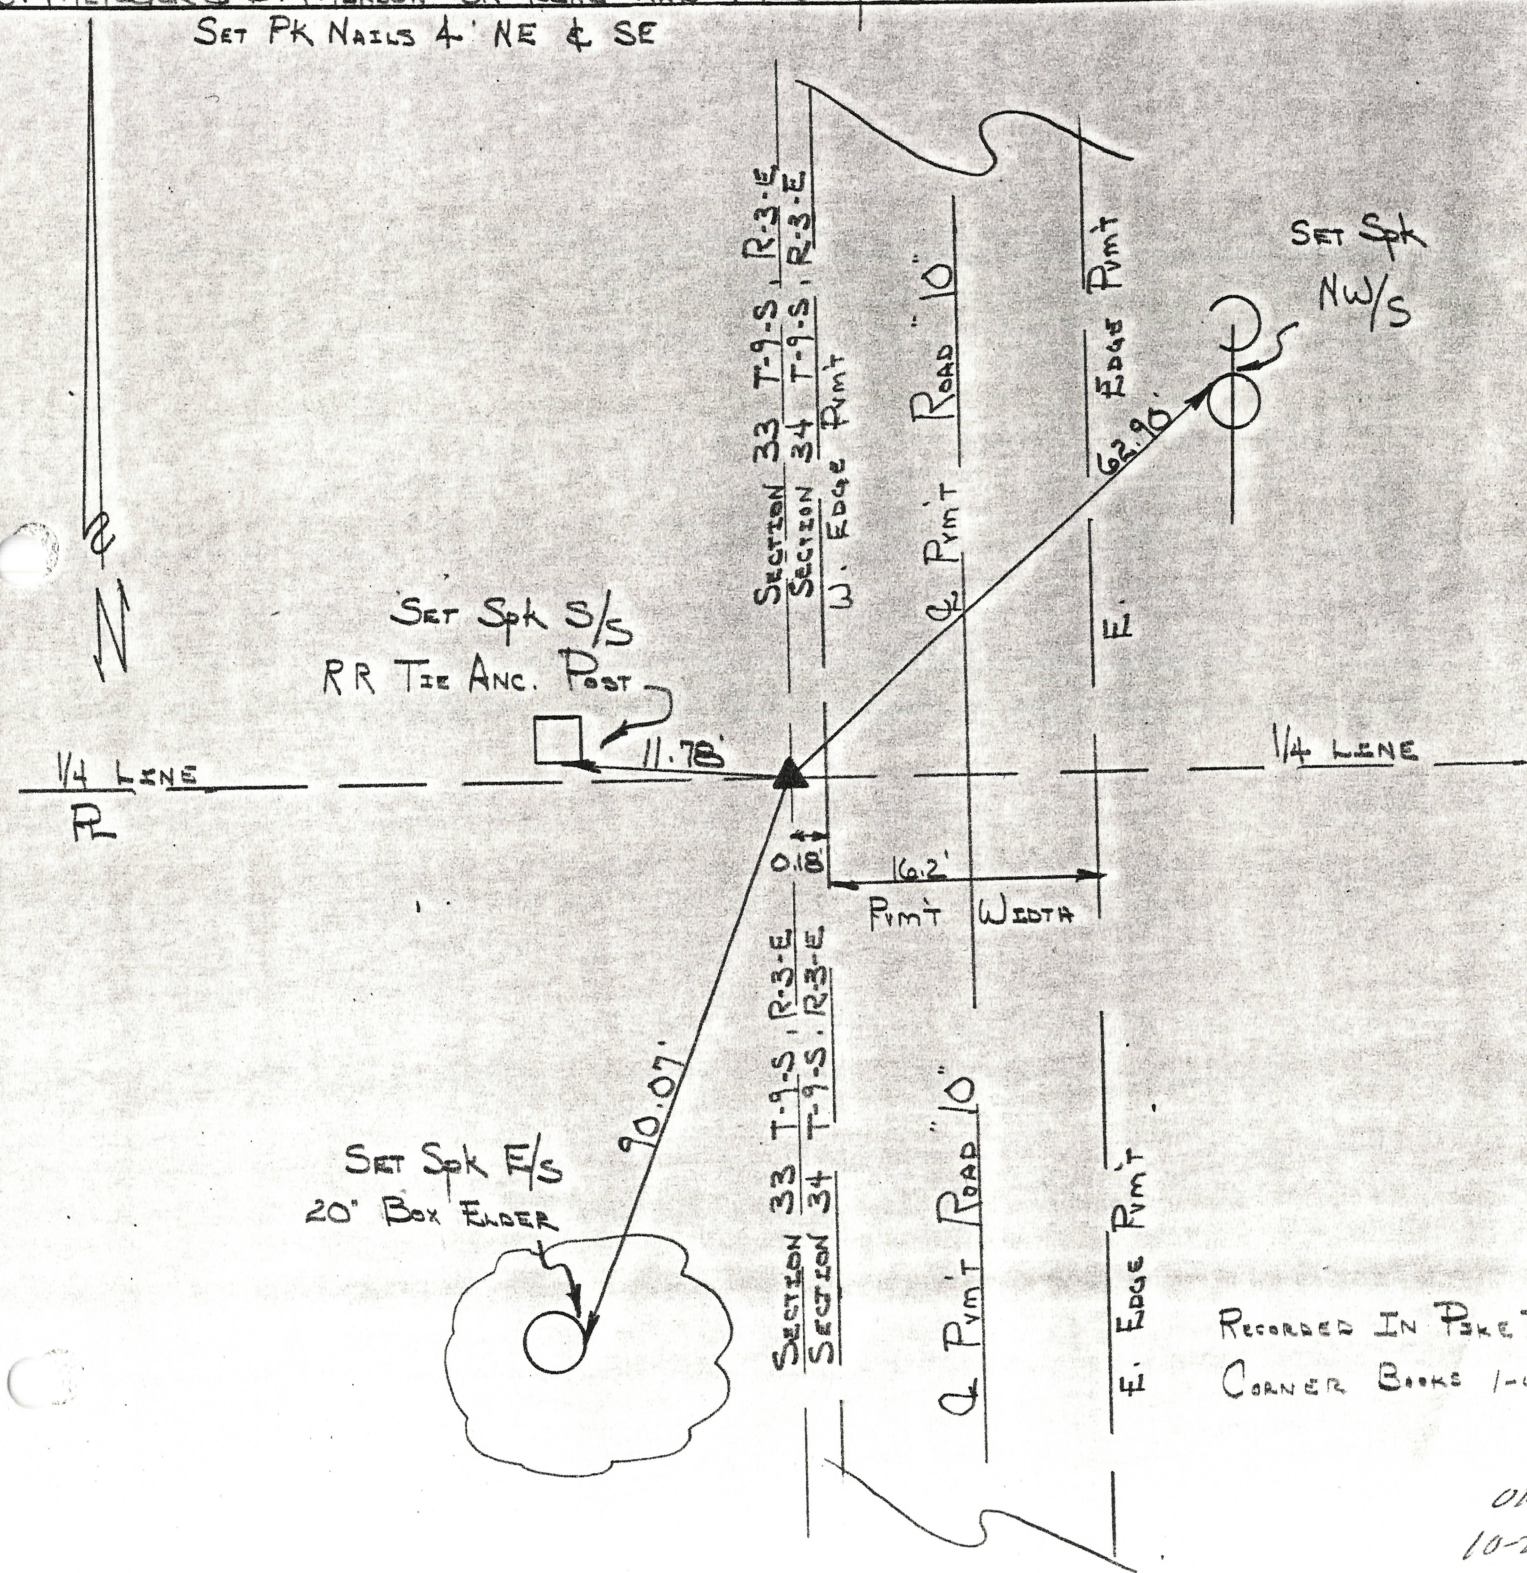 SET PK NAILS 4' NE & SE
SET Spk
NW/S
SECTION 33 T-9-S, R-3-E
SECTION 34 T-9-S, R-3-E
W. EDGE PVM'T
℄ PVM'T ROAD "10"
E. EDGE PVM'T
62.90'
SET Spk S/S
RR TIE ANC. POST
11.78'
N
1/4 LINE
PL
1/4 LINE
0.18'
16.2'
PVM'T WIDTH
90.07'
SET Spk E/S
20" BOX ELDER
SECTION 33 T-9-S, R-3-E
SECTION 34 T-9-S, R-3-E
℄ PVM'T ROAD "10"
E. EDGE PVM'T
RECORDED IN PIKE
CORNER BOOKS 1-